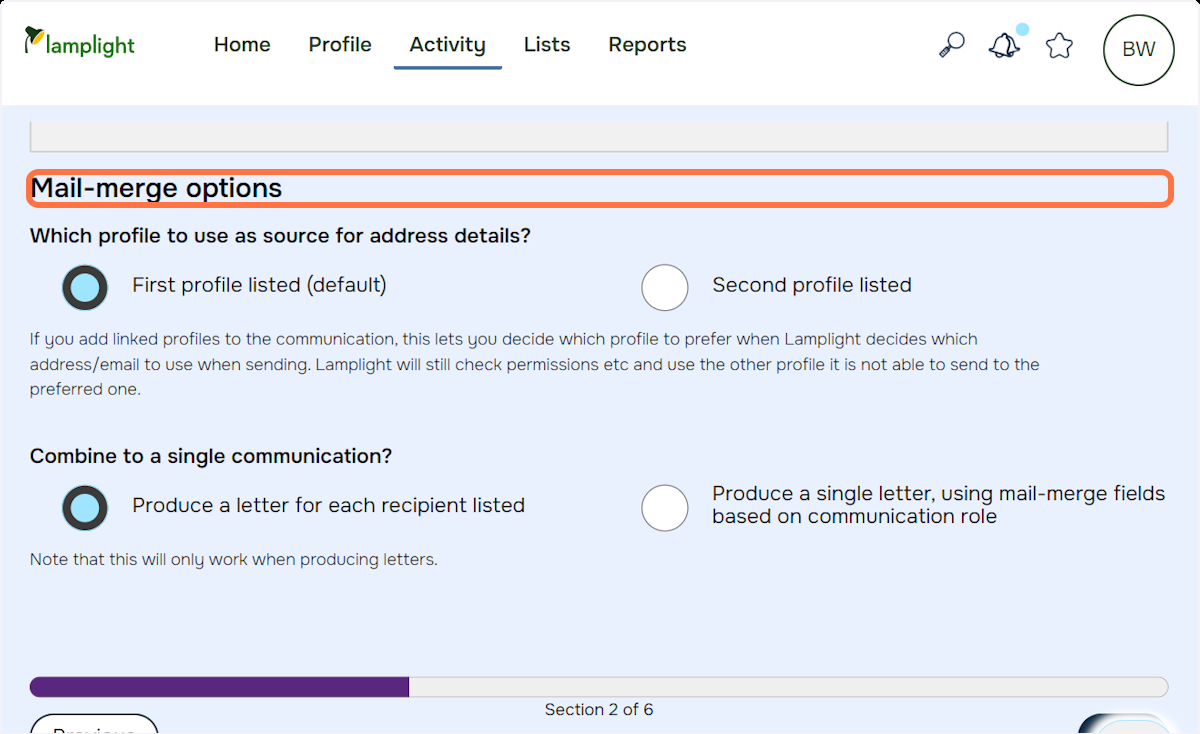 lamplight
Home Profile Activity Lists Reports BW
Mail-merge options
Which profile to use as source for address details?
First profile listed (default) Second profile listed
If you add linked profiles to the communication, this lets you decide which profile to prefer when Lamplight decides which
address/email to use when sending. Lamplight will still check permissions etc and use the other profile it is not able to send to the
preferred one.
Combine to a single communication?
Produce a letter for each recipient listed
Produce a single letter, using mail-merge fields
based on communication role
Note that this will only work when producing letters.
Section 2 of 6
Previous